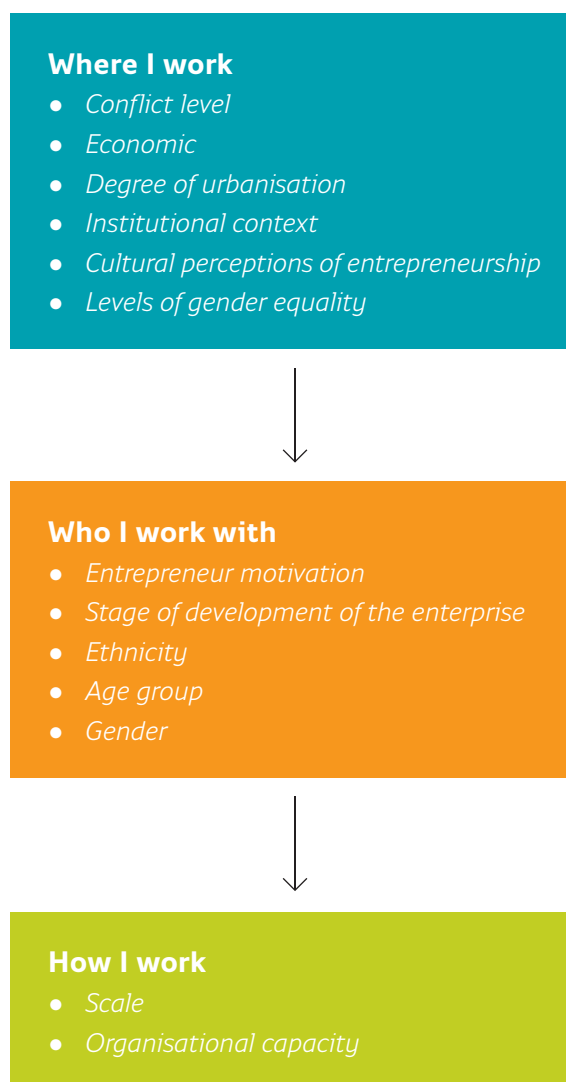 Where I work
● Conflict level
● Economic
● Degree of urbanisation
● Institutional context
● Cultural perceptions of entrepreneurship
● Levels of gender equality
Who I work with
● Entrepreneur motivation
● Stage of development of the enterprise
● Ethnicity
● Age group
● Gender
How I work
● Scale
● Organisational capacity